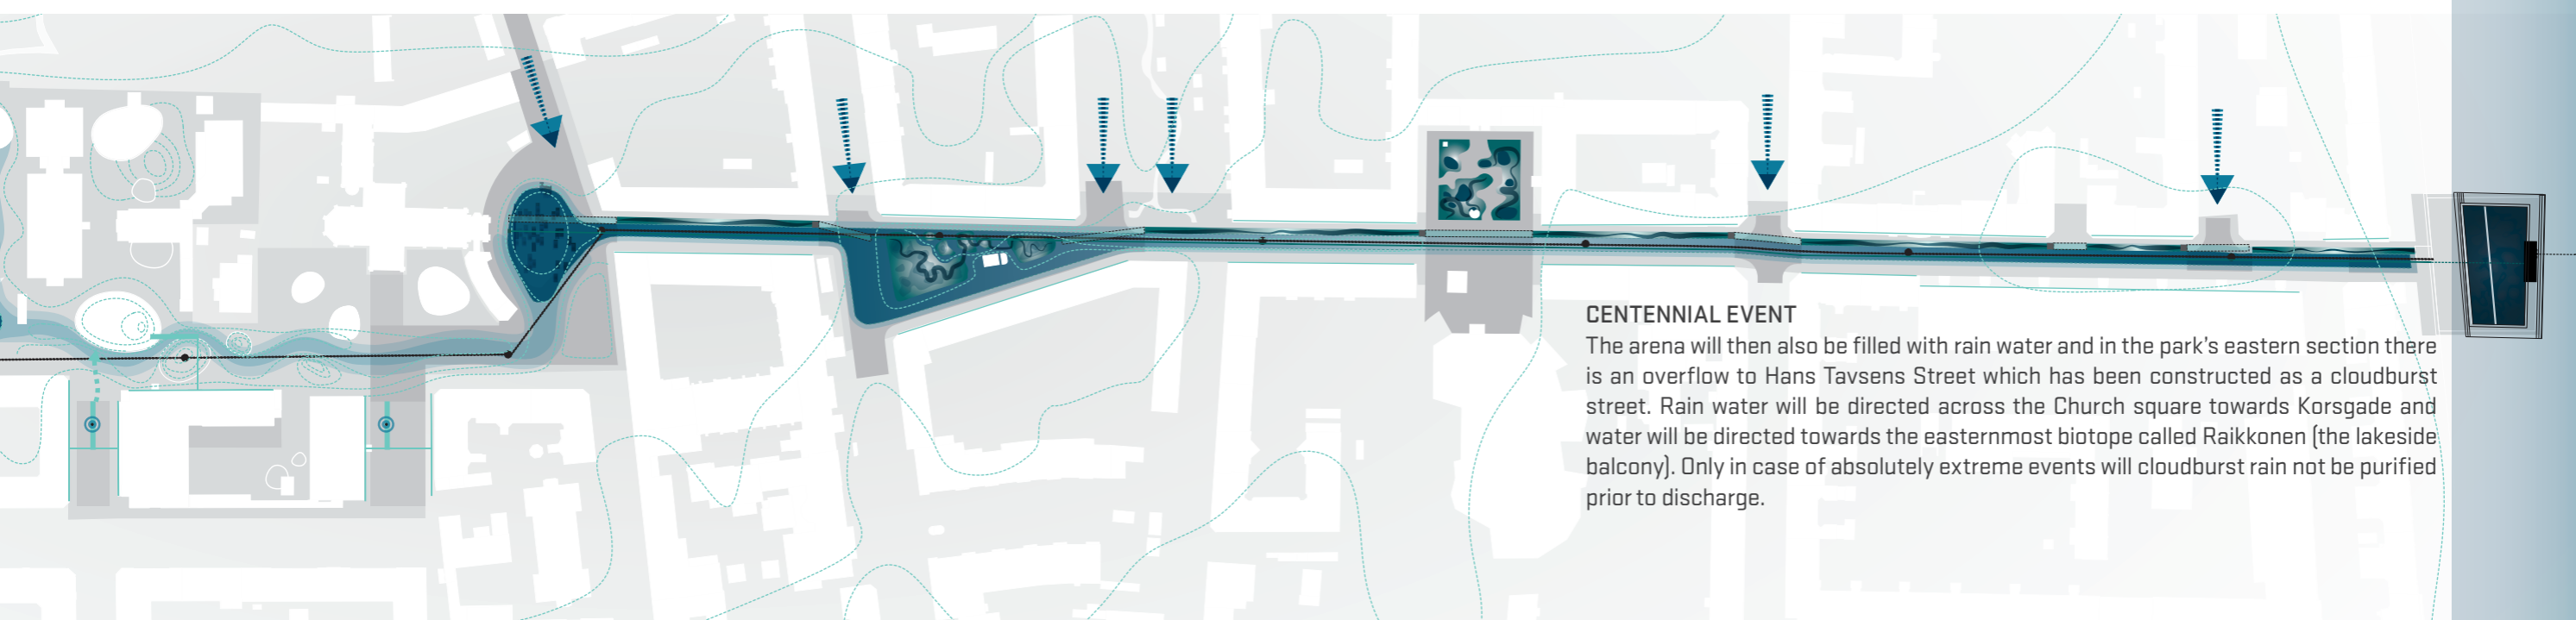 CENTENNIAL EVENT
The arena will then also be filled with rain water and in the park's eastern section there
is an overflow to Hans Tavsens Street which has been constructed as a cloudburst
street. Rain water will be directed across the Church square towards Korsgade and
water will be directed towards the easternmost biotope called Raikkonen (the lakeside
balcony). Only in case of absolutely extreme events will cloudburst rain not be purified
prior to discharge.